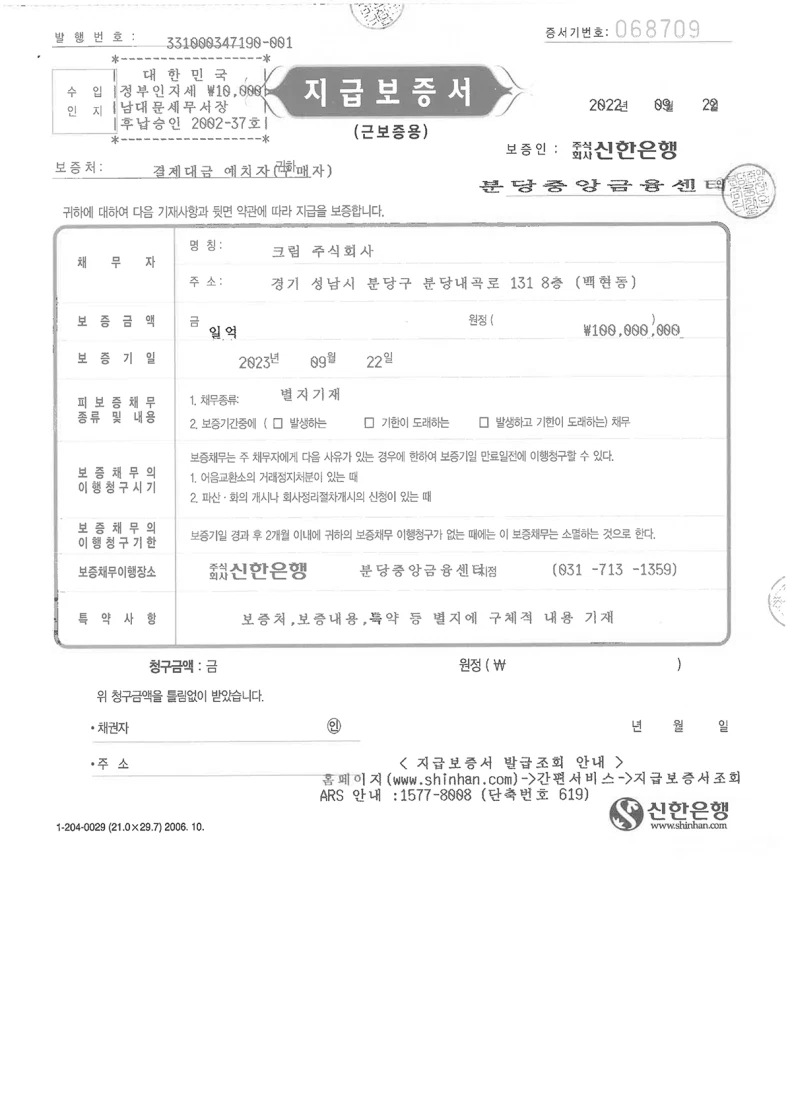 발 행 번 호 : 331000347190-001
증서기번호: 068709
수 입
인 지
*------------------*
대 한 민 국
정부인지세 ₩10,000
남대문세무서장
후납승인 2002-37호
*------------------*
지급보증서
(근보증용)
2022년 09월 22일
보 증 인 : 주식회사 신한은행
분당중앙금융센터
보 증 처 : 결제대금 예치자(구매자) 귀하
귀하에 대하여 다음 기재사항과 뒷면 약관에 따라 지급을 보증합니다.
채 무 자
명 칭 : 크림 주식회사
주 소 : 경기 성남시 분당구 분당내곡로 131 8층 (백현동)
보 증 금 액
금 일억 원정 ( ₩100,000,000 )
보 증 기 일
2023년 09월 22일
피 보 증 채 무
종 류 및 내 용
1. 채무종류: 별지기재
2. 보증기간중에 ( □ 발생하는 □ 기한이 도래하는 □ 발생하고 기한이 도래하는) 채무
보 증 채 무 의
이 행 청 구 시 기
보증채무는 주 채무자에게 다음 사유가 있는 경우에 한하여 보증기일 만료일전에 이행청구할 수 있다.
1. 어음교환소의 거래정지처분이 있는 때
2. 파산 · 화의 개시나 회사정리절차개시의 신청이 있는 때
보 증 채 무 의
이 행 청 구 기 한
보증기일 경과 후 2개월 이내에 귀하의 보증채무 이행청구가 없는 때에는 이 보증채무는 소멸하는 것으로 한다.
보증채무이행장소
주식회사 신한은행 분당중앙금융센터 지점 (031 -713 -1359)
특 약 사 항
보증처,보증내용,특약 등 별지에 구체적 내용 기재
청구금액 : 금 원정 ( ₩ )
위 청구금액을 틀림없이 받았습니다.
• 채권자 ㊞ 년 월 일
• 주 소
< 지급보증서 발급조회 안내 >
홈페이지(www.shinhan.com)->간편서비스->지급보증서조회
ARS 안내 :1577-8008 (단축번호 619)
신한은행
www.shinhan.com
1-204-0029 (21.0×29.7) 2006. 10.